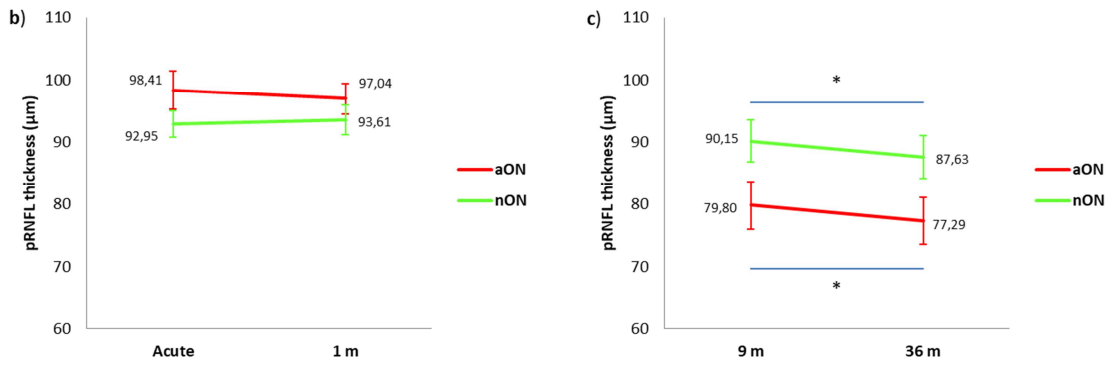 b)
pRNFL thickness (µm)
110
100
90
80
70
60
98,41
97,04
92,95
93,61
Acute
1 m
aON
nON
c)
pRNFL thickness (µm)
110
100
90
80
70
60
*
90,15
87,63
79,80
77,29
*
9 m
36 m
aON
nON